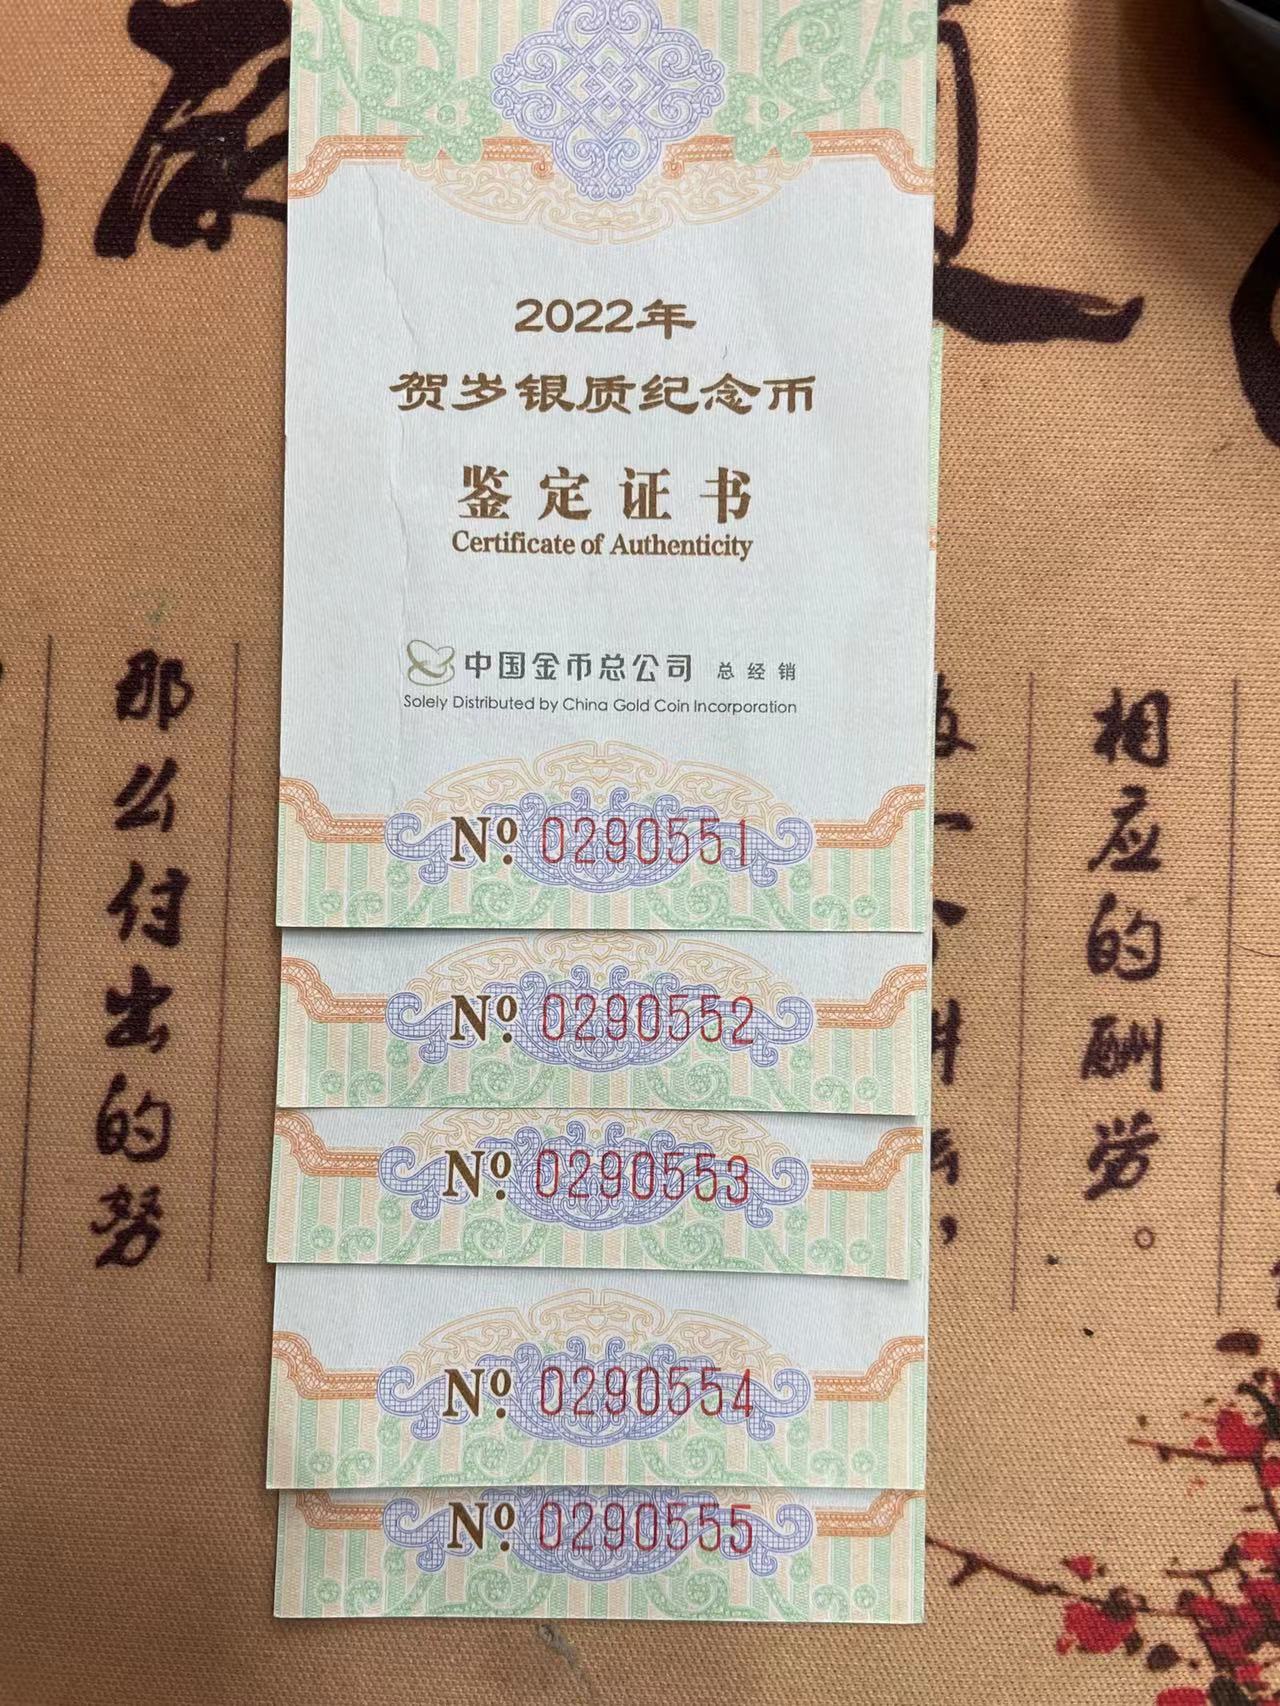 2022年
贺岁银质纪念币
鉴定证书
Certificate of Authenticity
中国金币总公司 总经销
Solely Distributed by China Gold Coin Incorporation
Nº 0290551
Nº 0290552
Nº 0290553
Nº 0290554
Nº 0290555
相应的酬劳。
那么付出的努